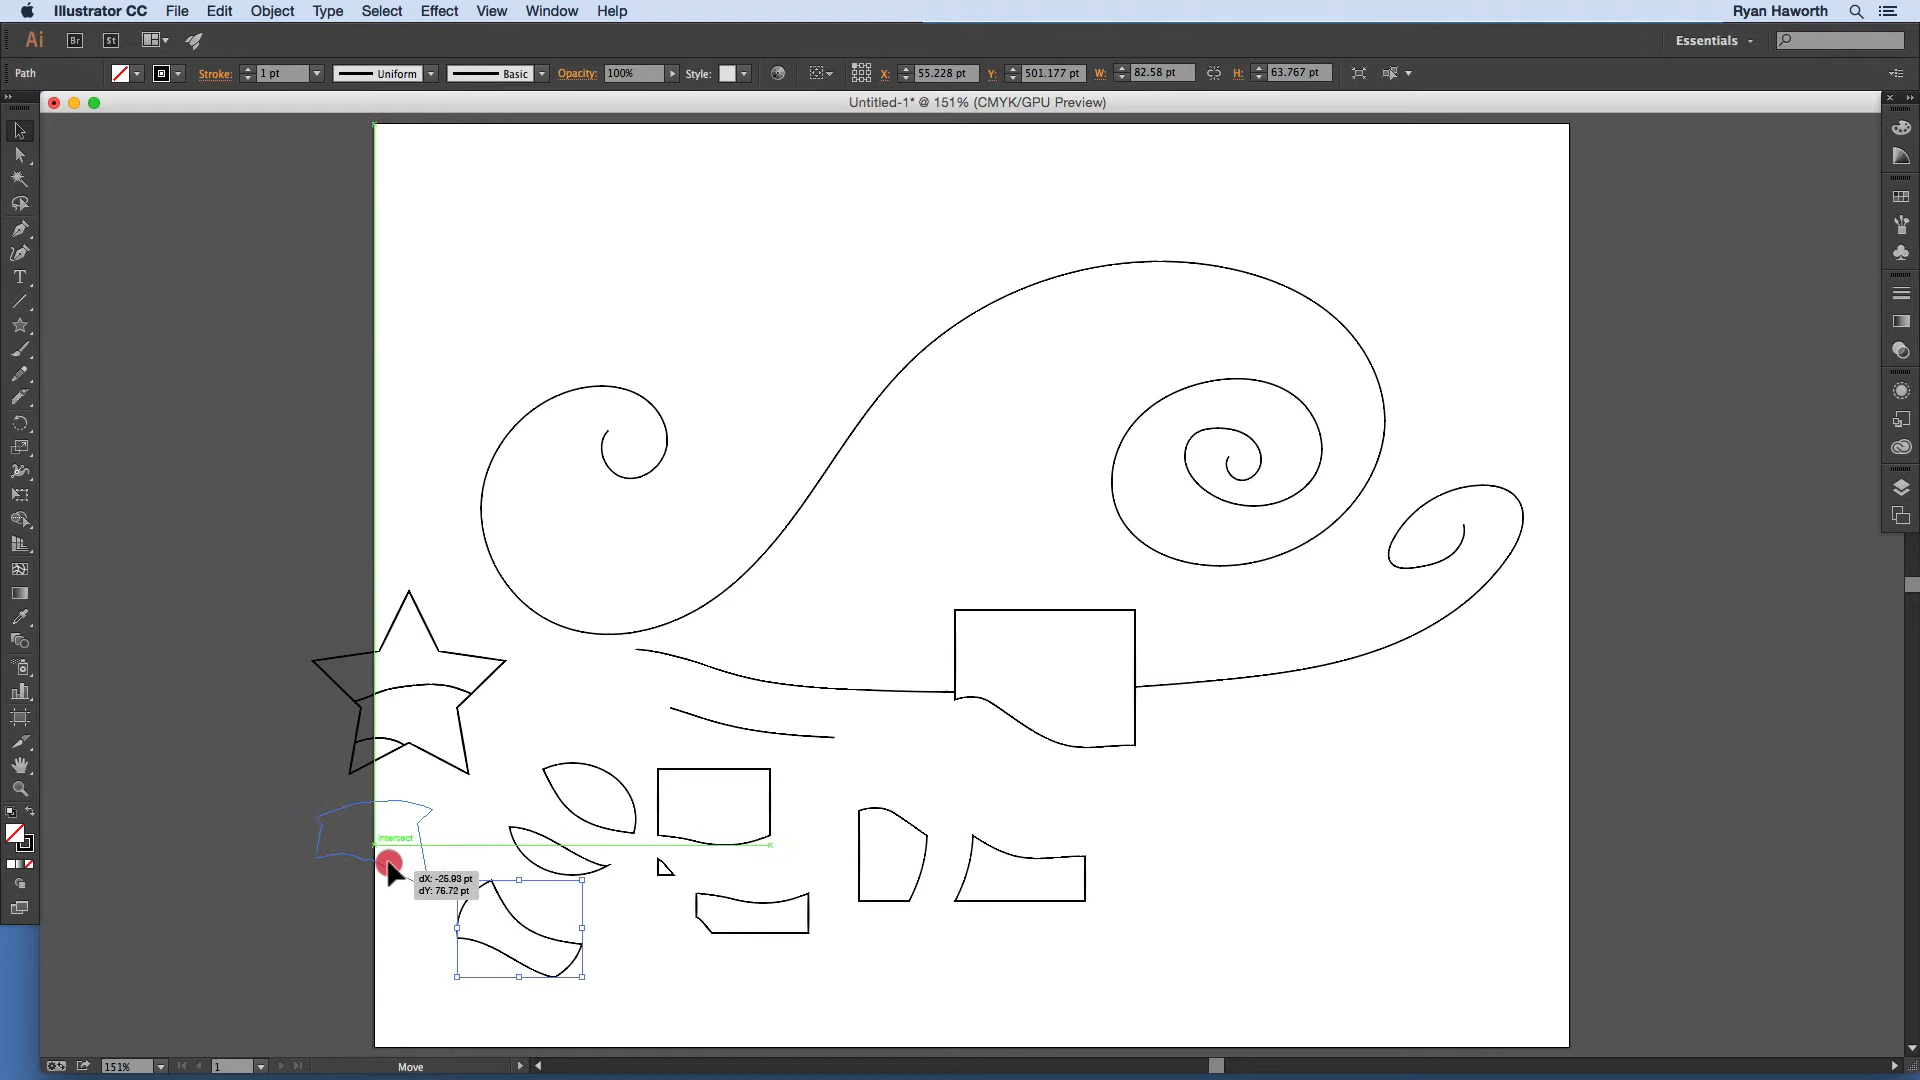 Illustrator CC File Edit Object Type Select Effect View Window Help Ryan Haworth
Ai Br St Essentials
Path Stroke: 1 pt Uniform Basic Opacity: 100% Style: X: 55.228 pt Y: 501.177 pt W: 82.58 pt H: 63.767 pt
Untitled-1* @ 151% (CMYK/GPU Preview)
T
intersect
dX: -25.93 pt
dY: 76.72 pt
151% 1 Move